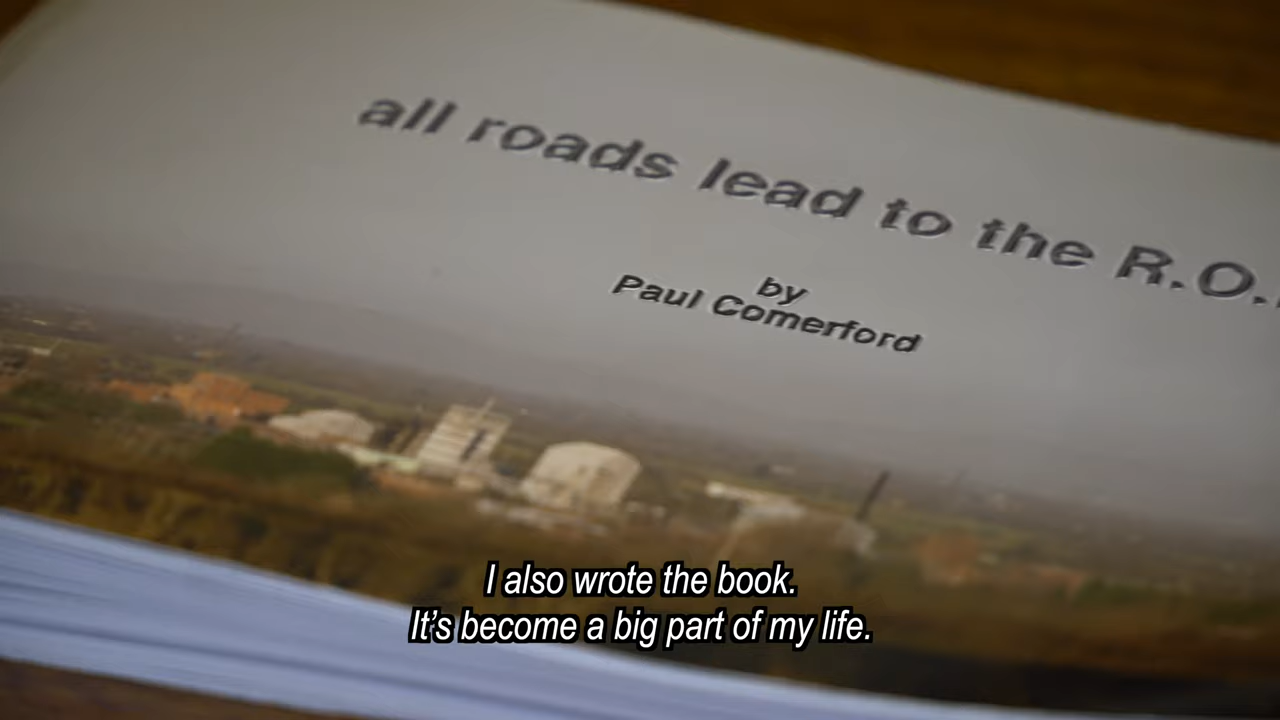 all roads lead to the R.O.
by
Paul Comerford
I also wrote the book.
It's become a big part of my life.